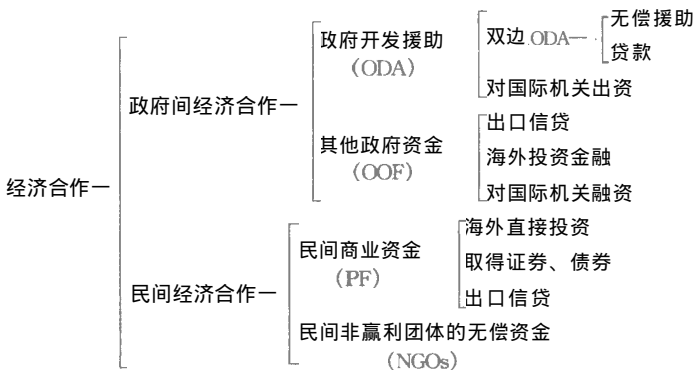 经济合作
政府间经济合作
政府开发援助
(ODA)
双边 ODA
无偿援助
贷款
对国际机关出资
其他政府资金
(OOF)
出口信贷
海外投资金融
对国际机关融资
民间经济合作
民间商业资金
(PF)
海外直接投资
取得证券、债券
出口信贷
民间非赢利团体的无偿资金
(NGOs)